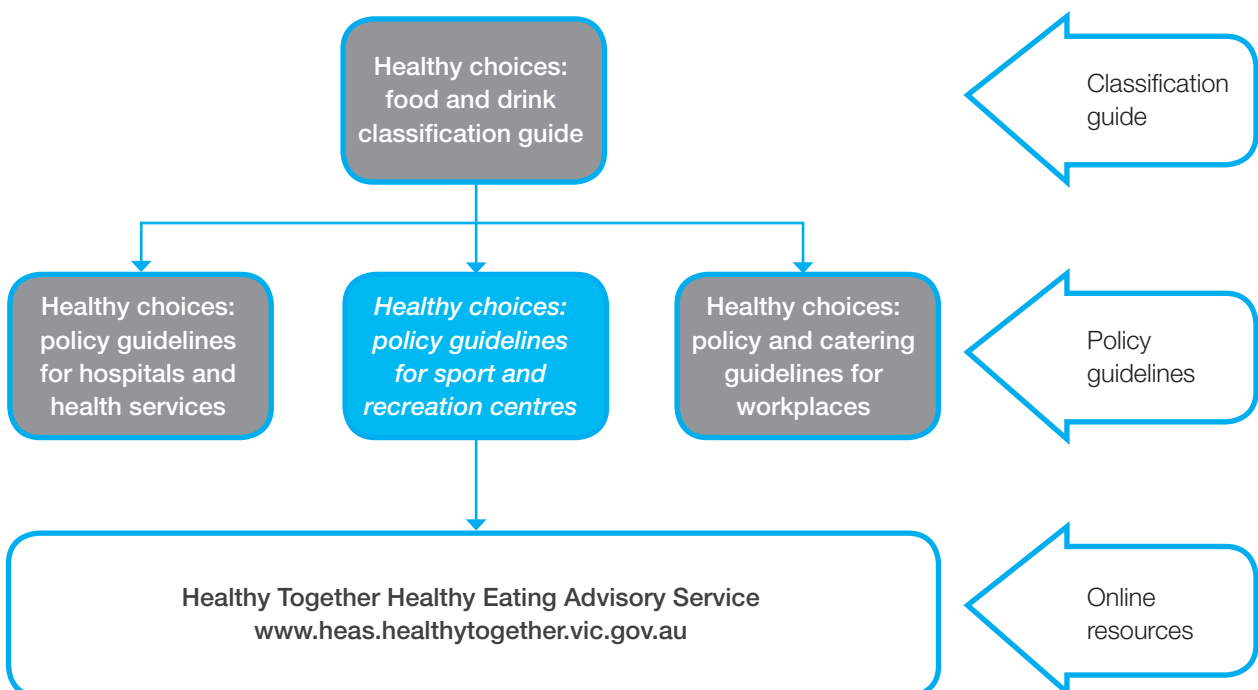 Healthy choices:
food and drink
classification guide
Classification
guide
Healthy choices:
policy guidelines
for hospitals and
health services
Healthy choices:
policy guidelines
for sport and
recreation centres
Healthy choices:
policy and catering
guidelines for
workplaces
Policy
guidelines
Healthy Together Healthy Eating Advisory Service
www.heas.healthytogether.vic.gov.au
Online
resources